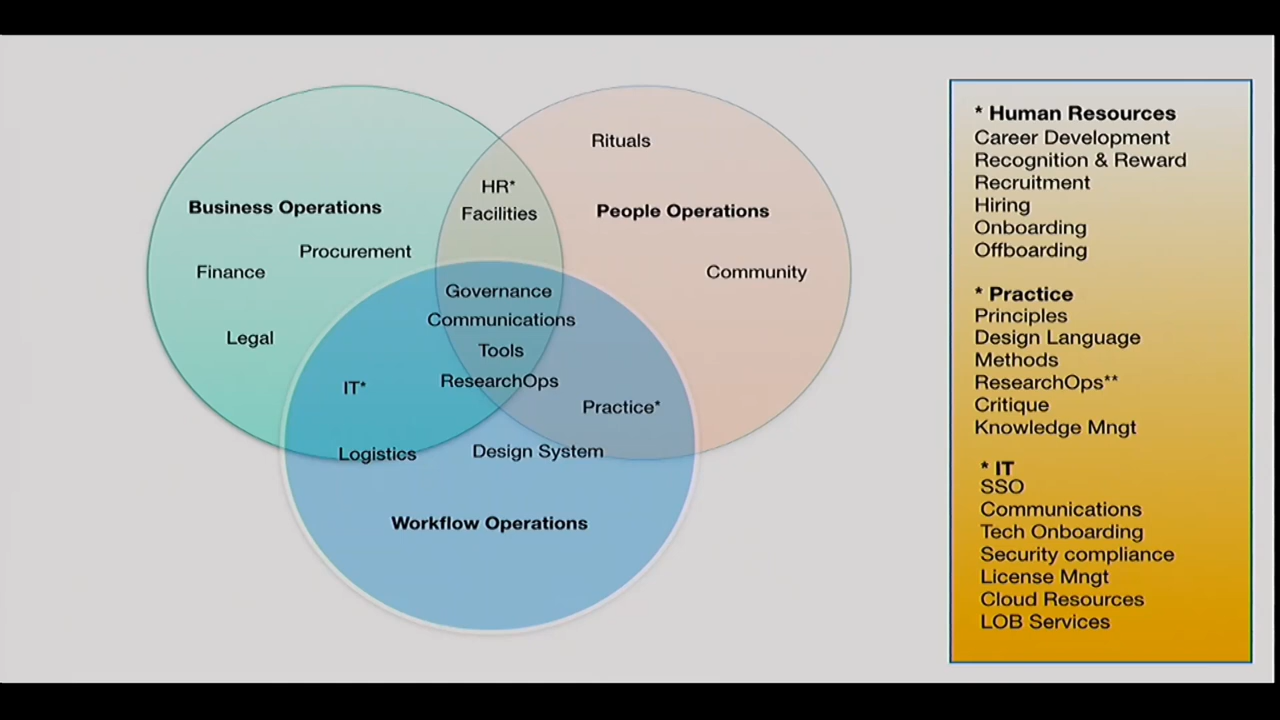 Rituals
HR*
Business Operations
Facilities
People Operations
Procurement
Finance
Community
Governance
Communications
Legal
Tools
IT*
ResearchOps
Practice*
Logistics
Design System
Workflow Operations
* Human Resources
Career Development
Recognition & Reward
Recruitment
Hiring
Onboarding
Offboarding
* Practice
Principles
Design Language
Methods
ResearchOps**
Critique
Knowledge Mngt
* IT
SSO
Communications
Tech Onboarding
Security compliance
License Mngt
Cloud Resources
LOB Services